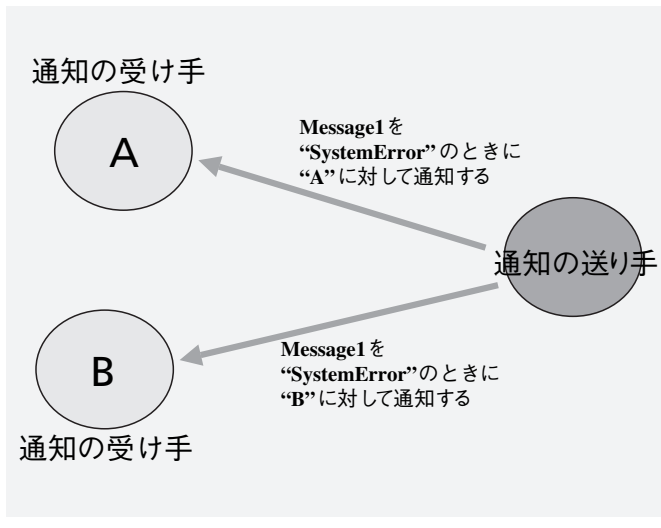 通知の受け手
A
Message1を
“SystemError”のときに
“A”に対して通知する
通知の送り手
Message1を
“SystemError”のときに
“B”に対して通知する
B
通知の受け手